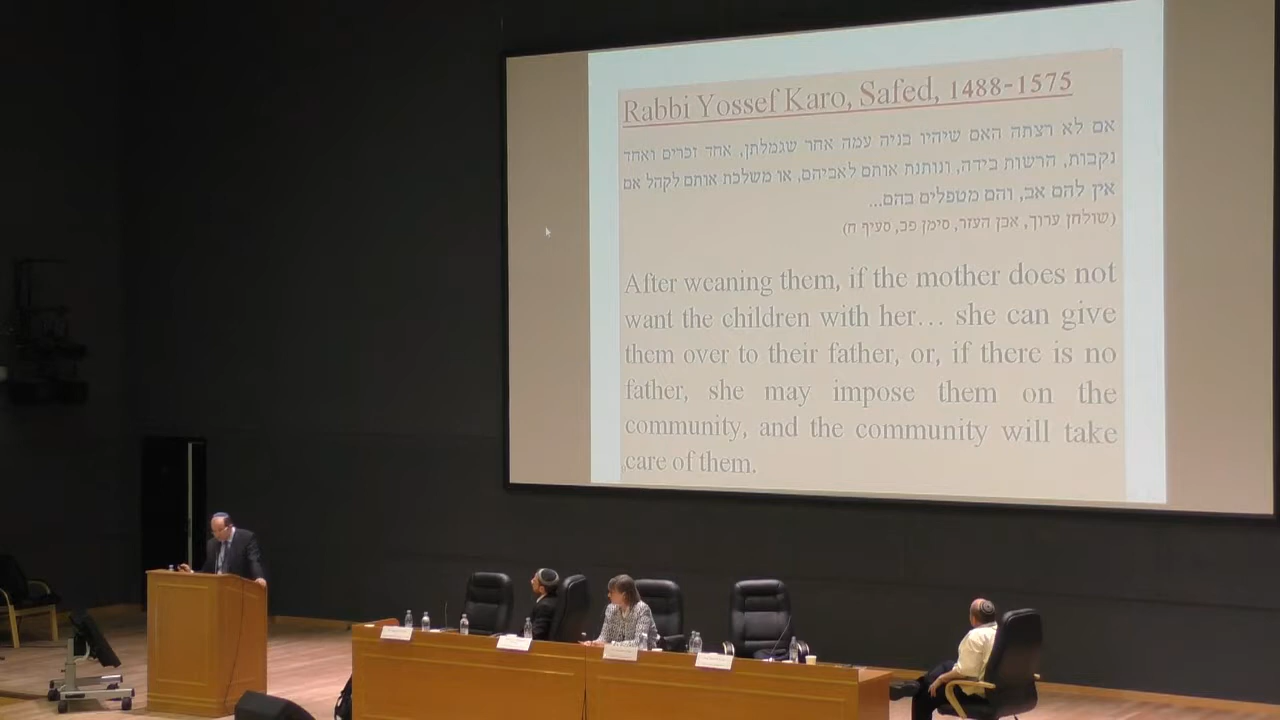 Rabbi Yossef Karo, Safed, 1488-1575
אם לא רצתה האם שיהיו בניה עמה אחר שגמלתן, אחד זכרים ואחד
נקבות, הרשות בידה, ונותנת אותם לאביהם, או משלכת אותם לקהל אם
אין להם אב, והם מטפלים בהם...
(שולחן ערוך, אבן העזר, סימן פב, סעיף ח)
After weaning them, if the mother does not
want the children with her... she can give
them over to their father, or, if there is no
father, she may impose them on the
community, and the community will take
care of them.